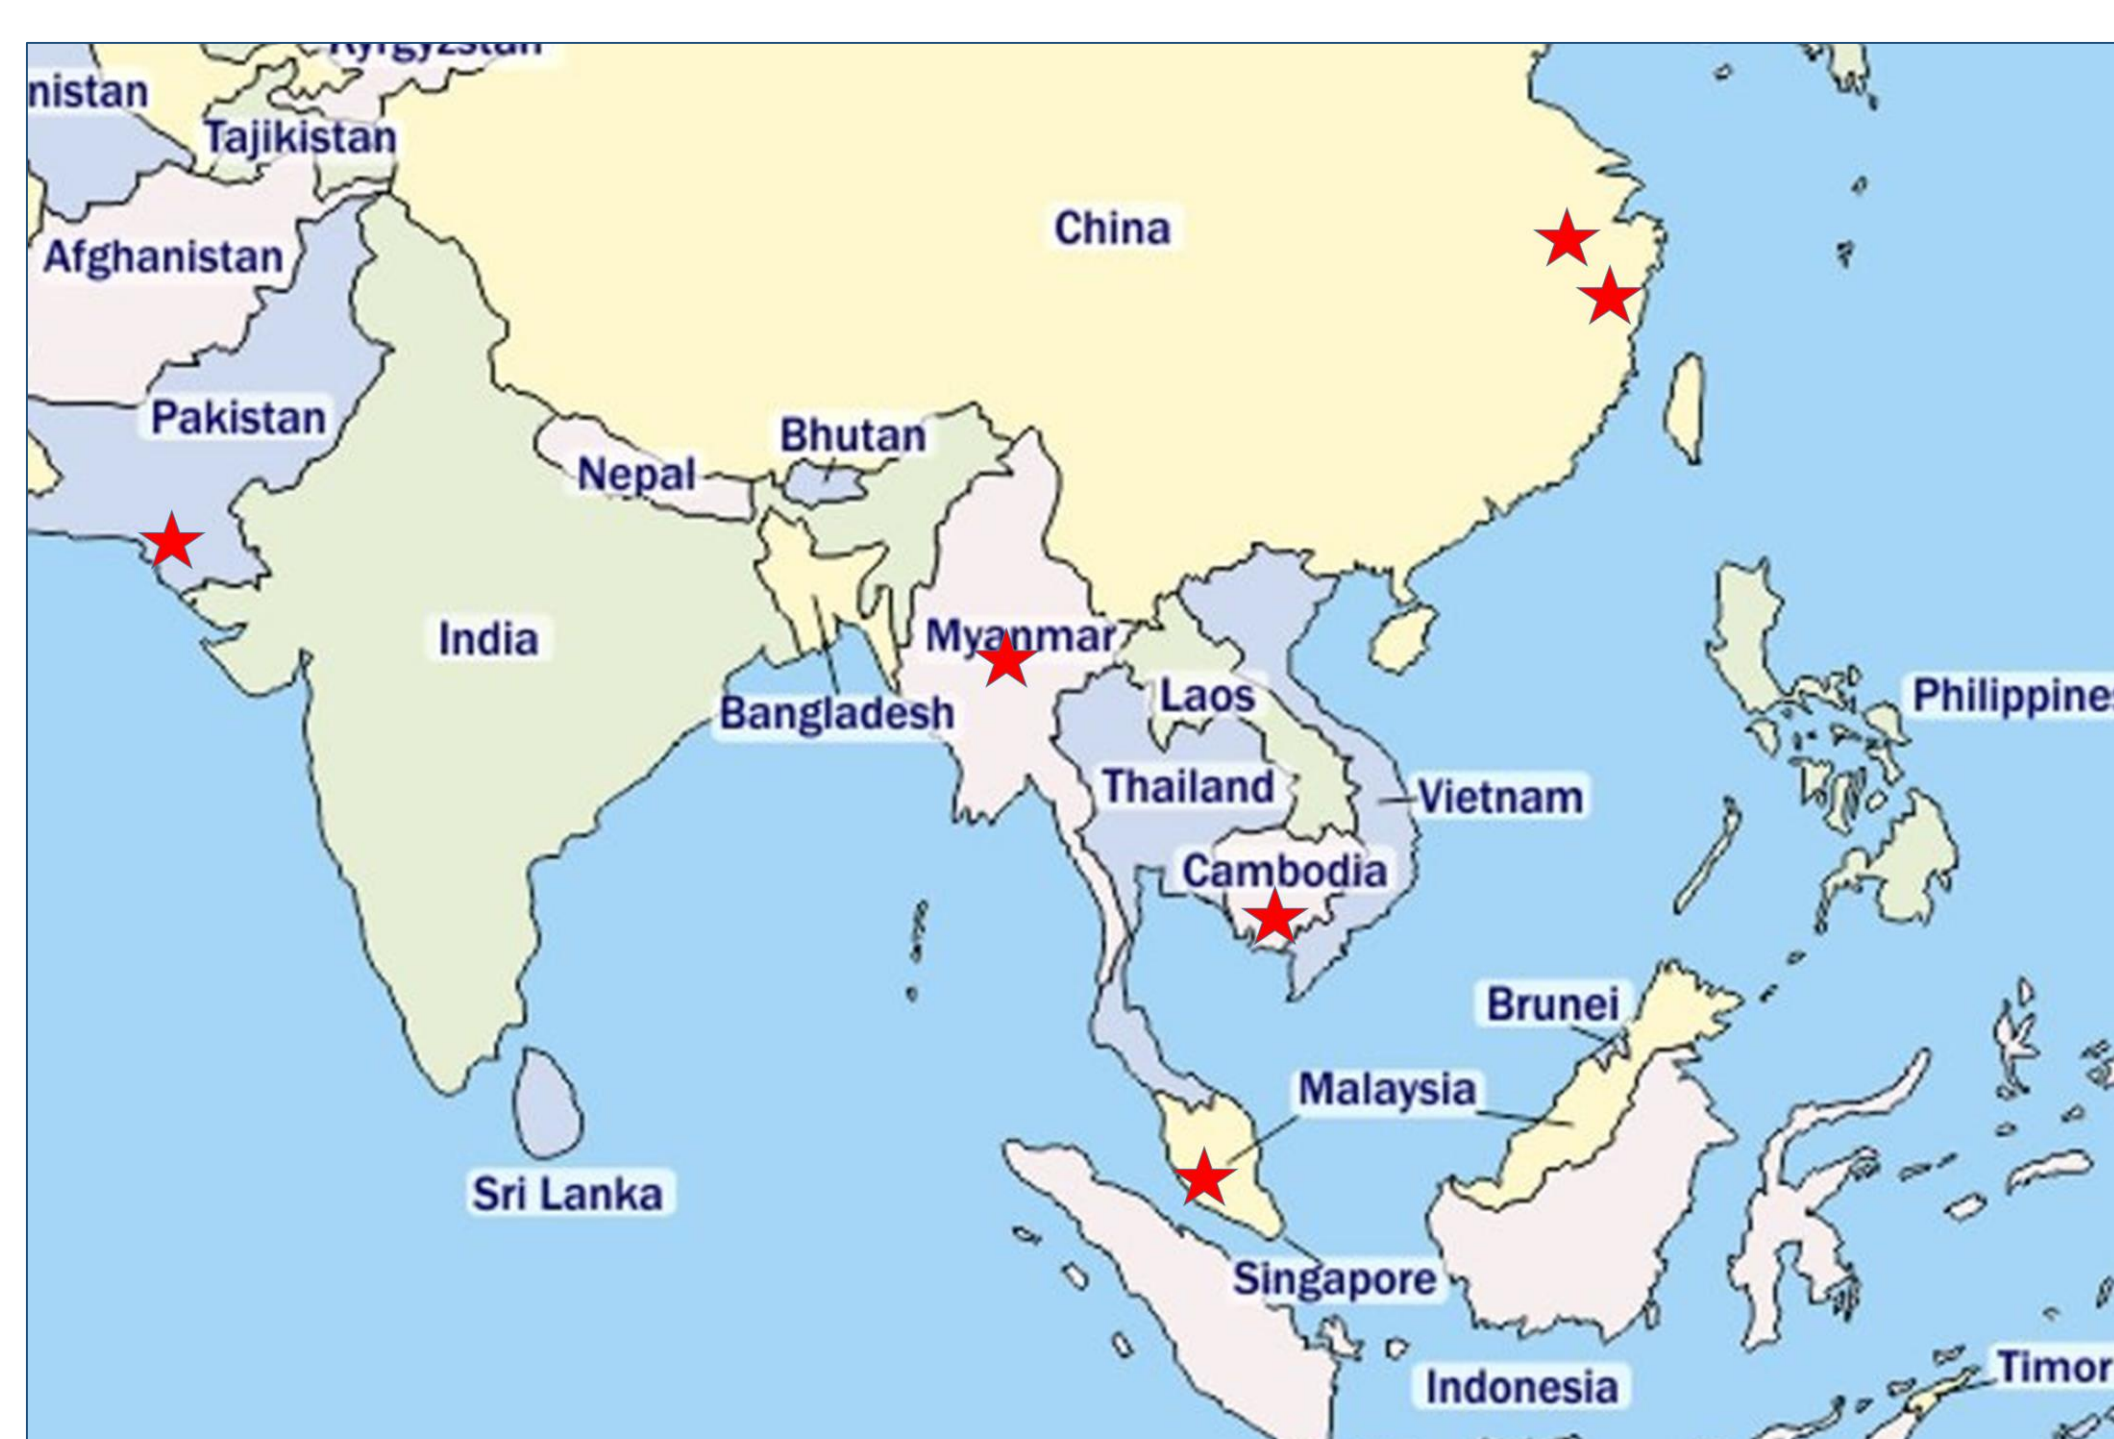 Kyrgyzstan
nistan
Tajikistan
China
Afghanistan
Pakistan
Bhutan
Nepal
India
Myanmar
Laos
Bangladesh
Philippines
Thailand
Vietnam
Cambodia
Brunei
Malaysia
Sri Lanka
Singapore
Indonesia
Timor